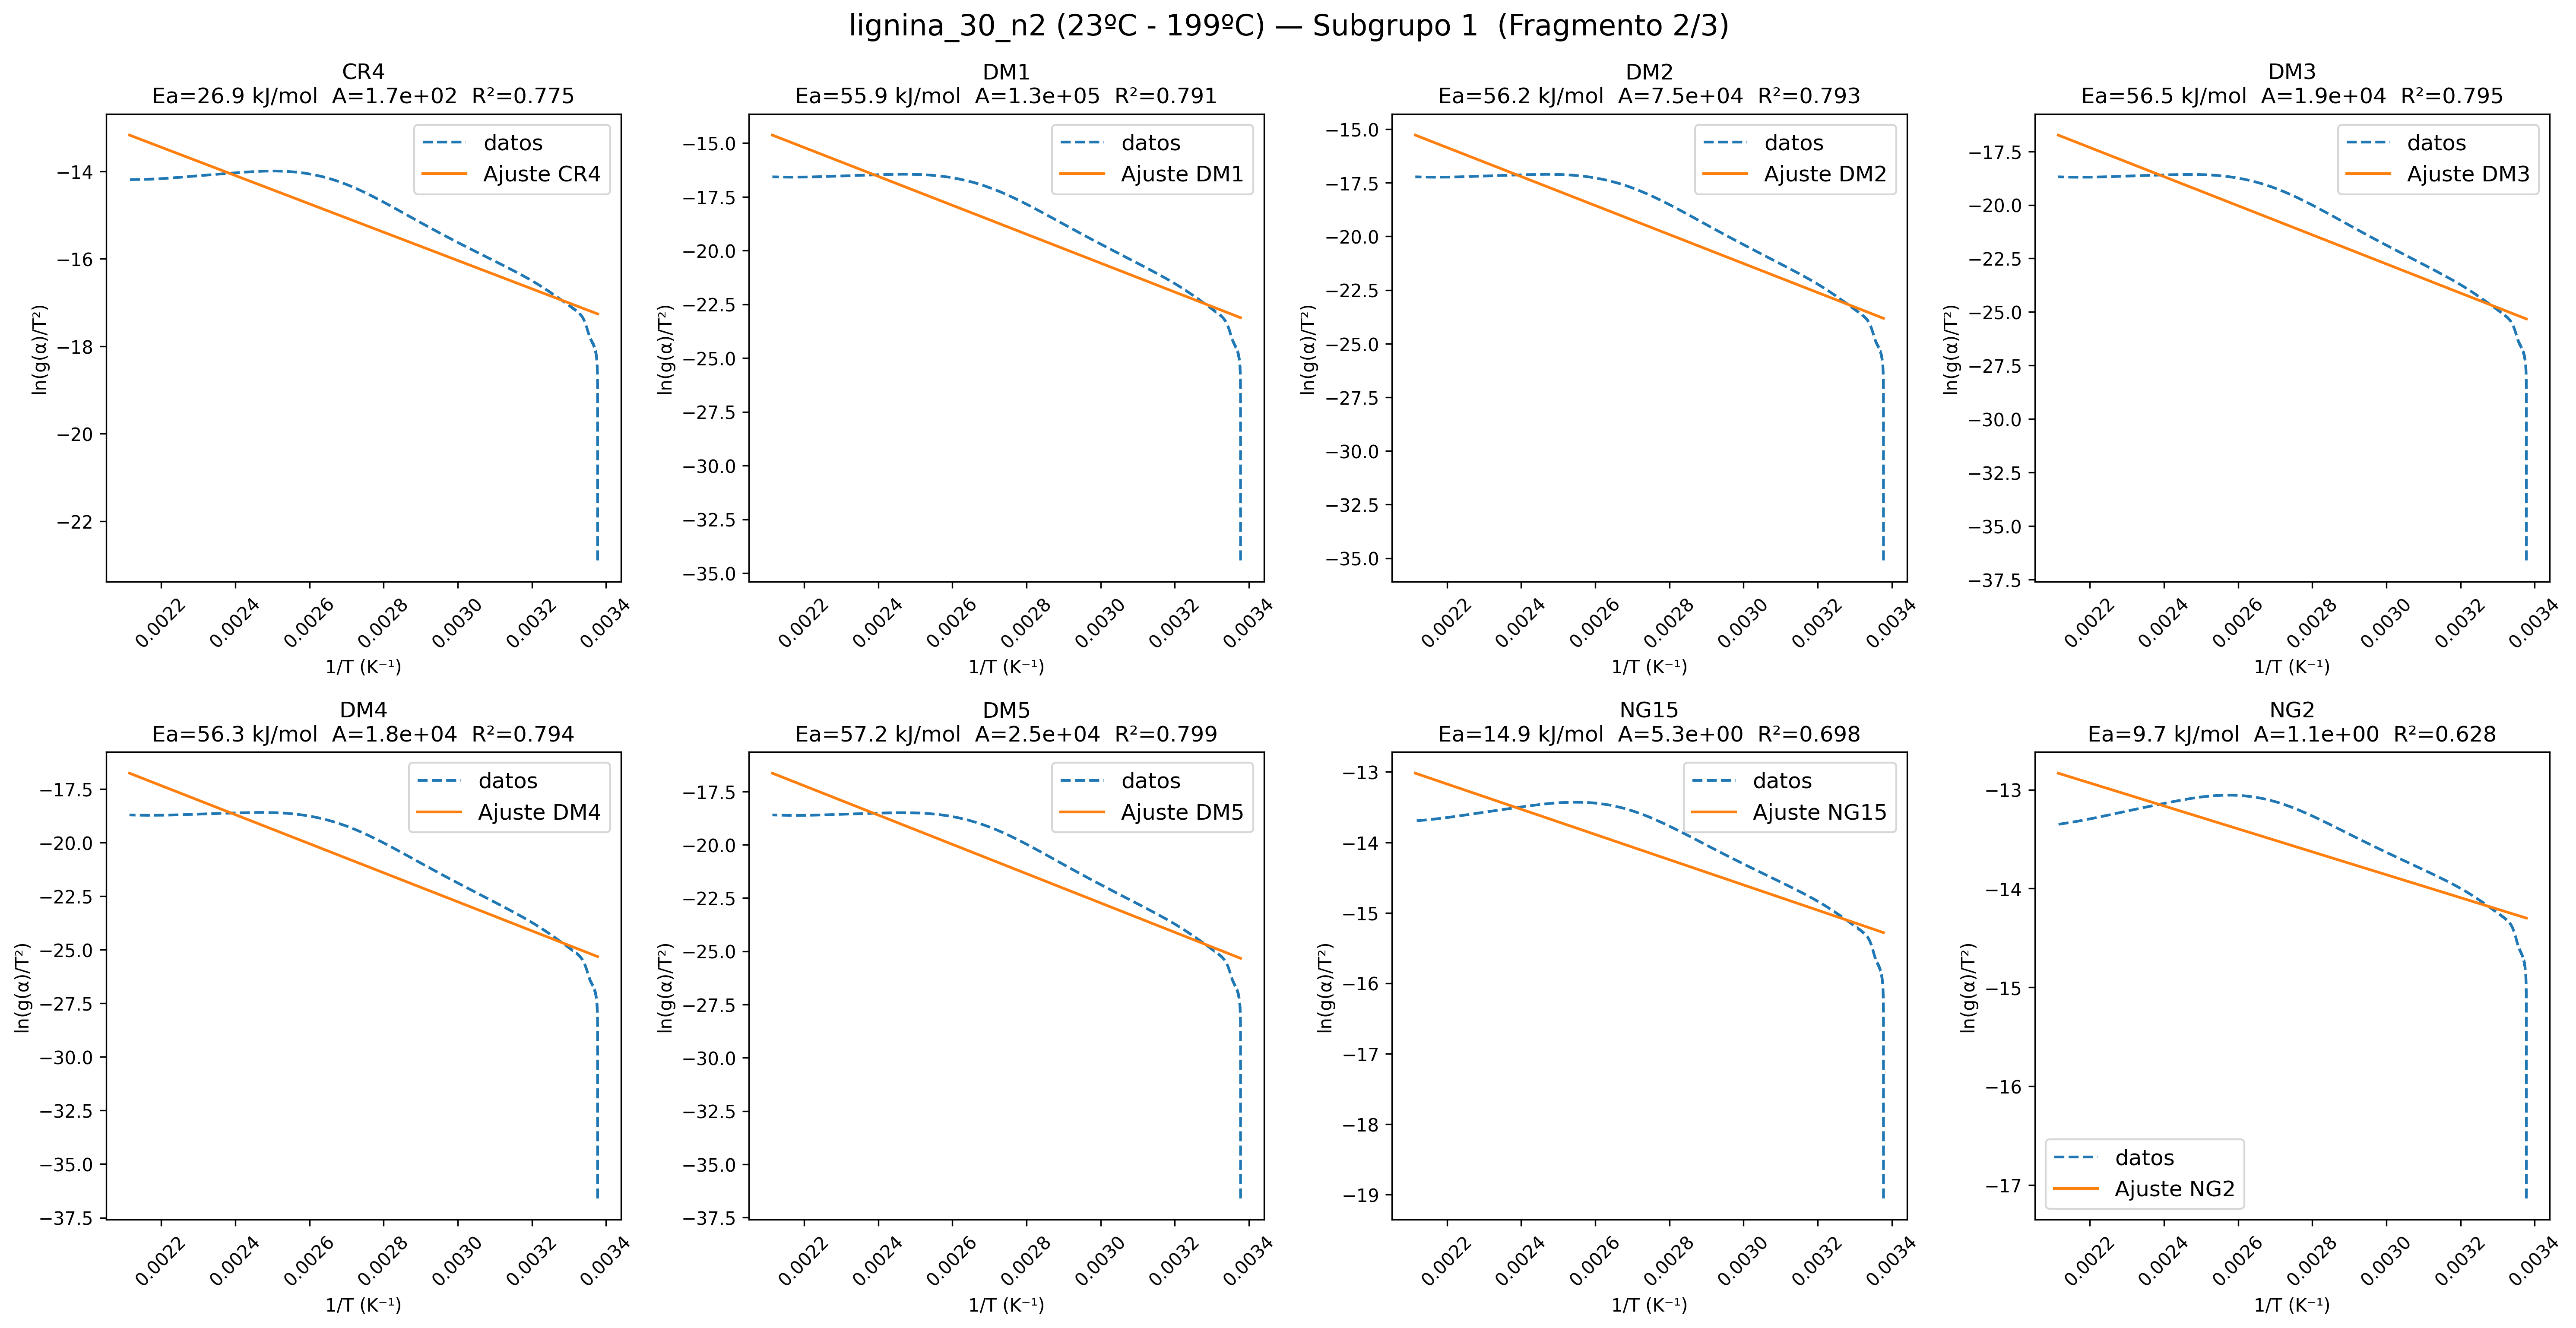 lignina_30_n2 (23ºC - 199ºC) — Subgrupo 1  (Fragmento 2/3)
CR4
Ea=26.9 kJ/mol  A=1.7e+02  R²=0.775
datos
Ajuste CR4
−14
−16
−18
−20
−22
ln(g(α)/T²)
0.0022
0.0024
0.0026
0.0028
0.0030
0.0032
0.0034
1/T (K⁻¹)
DM1
Ea=55.9 kJ/mol  A=1.3e+05  R²=0.791
datos
Ajuste DM1
−15.0
−17.5
−20.0
−22.5
−25.0
−27.5
−30.0
−32.5
−35.0
ln(g(α)/T²)
0.0022
0.0024
0.0026
0.0028
0.0030
0.0032
0.0034
1/T (K⁻¹)
DM2
Ea=56.2 kJ/mol  A=7.5e+04  R²=0.793
datos
Ajuste DM2
−15.0
−17.5
−20.0
−22.5
−25.0
−27.5
−30.0
−32.5
−35.0
ln(g(α)/T²)
0.0022
0.0024
0.0026
0.0028
0.0030
0.0032
0.0034
1/T (K⁻¹)
DM3
Ea=56.5 kJ/mol  A=1.9e+04  R²=0.795
datos
Ajuste DM3
−17.5
−20.0
−22.5
−25.0
−27.5
−30.0
−32.5
−35.0
−37.5
ln(g(α)/T²)
0.0022
0.0024
0.0026
0.0028
0.0030
0.0032
0.0034
1/T (K⁻¹)
DM4
Ea=56.3 kJ/mol  A=1.8e+04  R²=0.794
datos
Ajuste DM4
−17.5
−20.0
−22.5
−25.0
−27.5
−30.0
−32.5
−35.0
−37.5
ln(g(α)/T²)
0.0022
0.0024
0.0026
0.0028
0.0030
0.0032
0.0034
1/T (K⁻¹)
DM5
Ea=57.2 kJ/mol  A=2.5e+04  R²=0.799
datos
Ajuste DM5
−17.5
−20.0
−22.5
−25.0
−27.5
−30.0
−32.5
−35.0
−37.5
ln(g(α)/T²)
0.0022
0.0024
0.0026
0.0028
0.0030
0.0032
0.0034
1/T (K⁻¹)
NG15
Ea=14.9 kJ/mol  A=5.3e+00  R²=0.698
datos
Ajuste NG15
−13
−14
−15
−16
−17
−18
−19
ln(g(α)/T²)
0.0022
0.0024
0.0026
0.0028
0.0030
0.0032
0.0034
1/T (K⁻¹)
NG2
Ea=9.7 kJ/mol  A=1.1e+00  R²=0.628
−13
−14
−15
−16
−17
ln(g(α)/T²)
datos
Ajuste NG2
0.0022
0.0024
0.0026
0.0028
0.0030
0.0032
0.0034
1/T (K⁻¹)